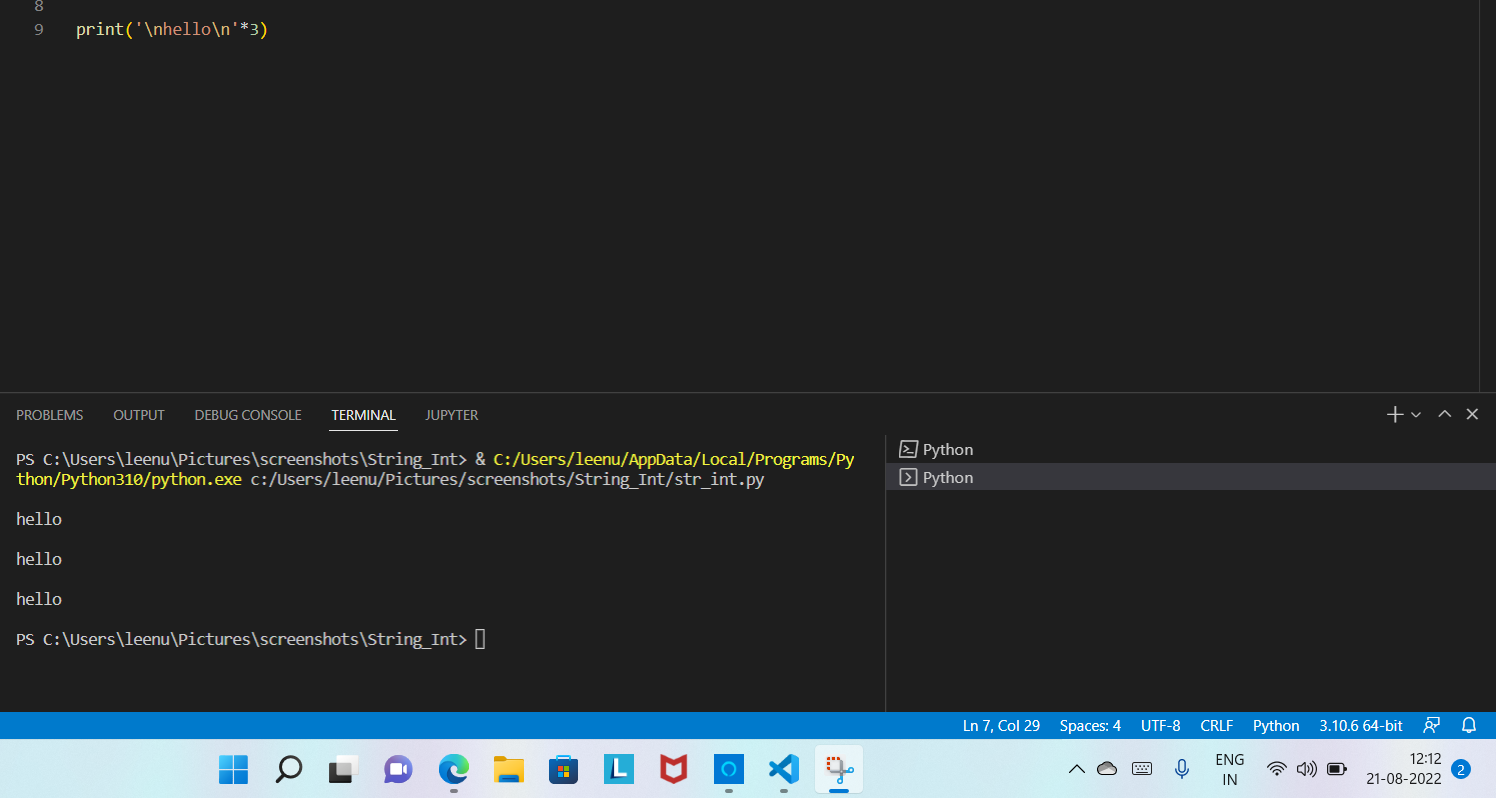 8
9 print('\nhello\n'*3)
PROBLEMS OUTPUT DEBUG CONSOLE TERMINAL JUPYTER
PS C:\Users\leenu\Pictures\screenshots\String_Int> & C:/Users/leenu/AppData/Local/Programs/Py
thon/Python310/python.exe c:/Users/leenu/Pictures/screenshots/String_Int/str_int.py
hello
hello
hello
PS C:\Users\leenu\Pictures\screenshots\String_Int>
Python
Python
Ln 7, Col 29 Spaces: 4 UTF-8 CRLF Python 3.10.6 64-bit
ENG
IN
12:12
21-08-2022
2